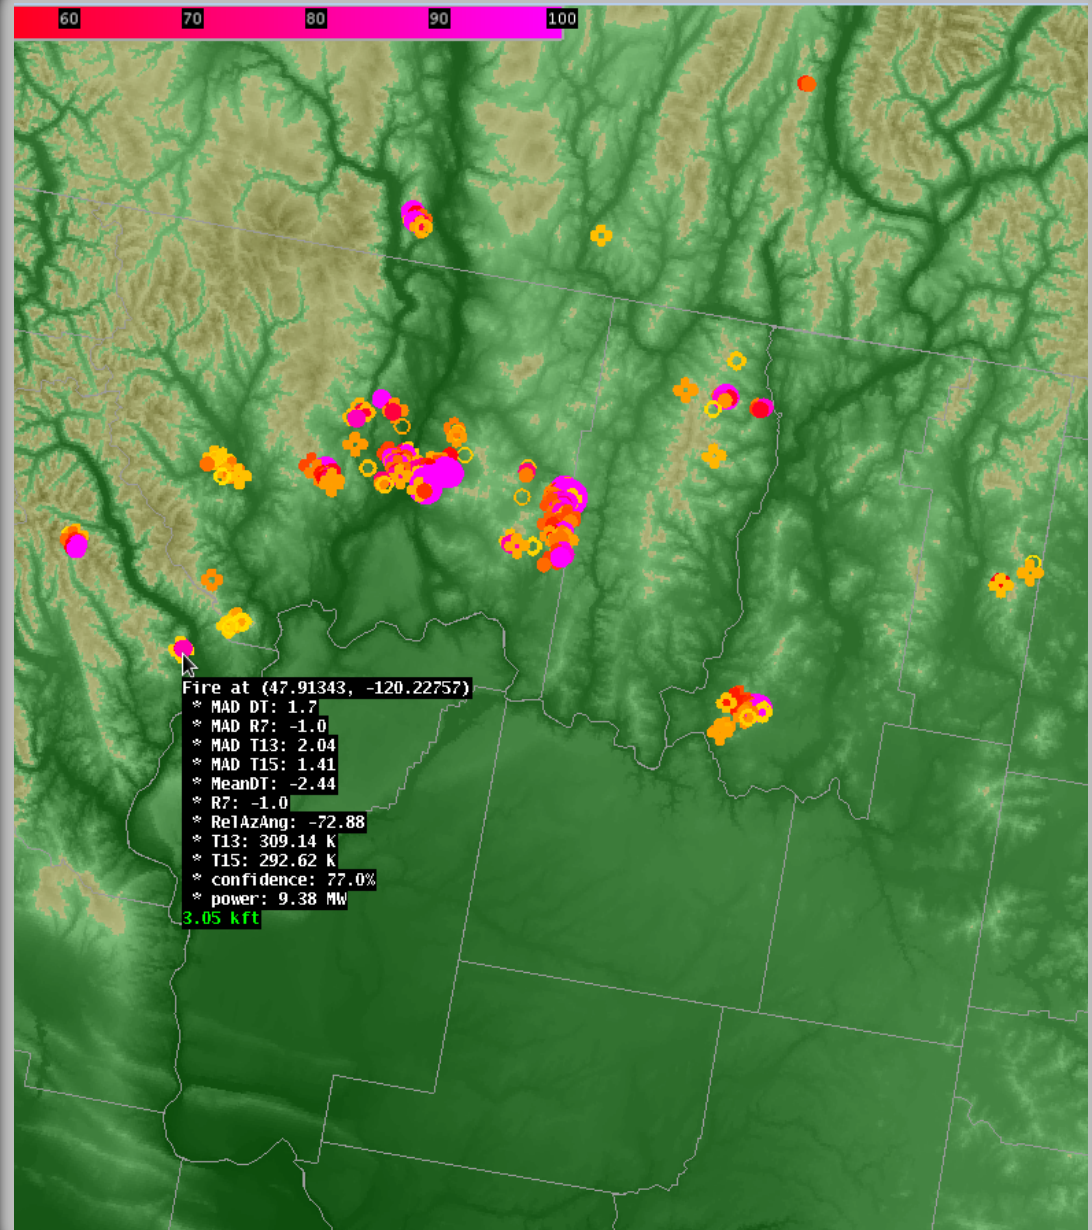 60 70 80 90 100
Fire at (47.91343, -120.22757)
* MAD DT: 1.7
* MAD R7: -1.0
* MAD T13: 2.04
* MAD T15: 1.41
* MeanDT: -2.44
* R7: -1.0
* RelAzAng: -72.88
* T13: 309.14 K
* T15: 292.62 K
* confidence: 77.0%
* power: 9.38 MW
3.05 kft